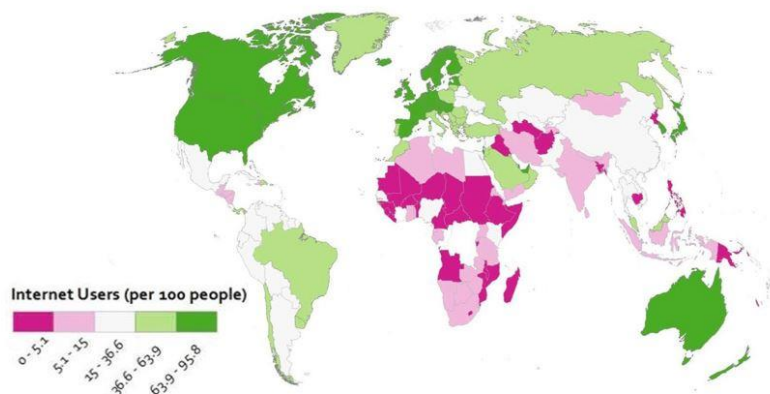 Internet Users (per 100 people)
0 - 5.1
5.1 - 15
15 - 36.6
36.6 - 63.9
63.9 - 95.8